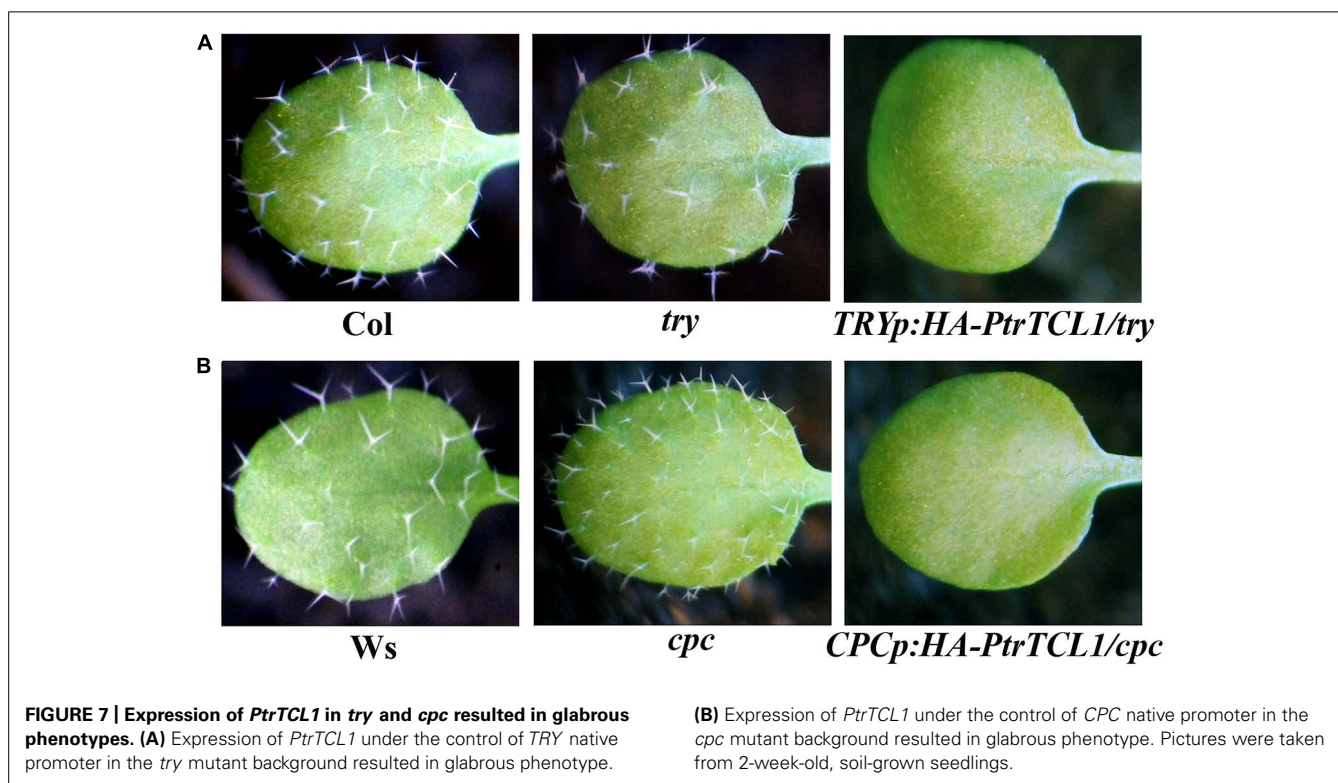 A
Col
try
TRYp:HA-PtrTCL1/try
B
Ws
cpc
CPCp:HA-PtrTCL1/cpc
FIGURE 7 | Expression of PtrTCL1 in try and cpc resulted in glabrous
phenotypes. (A) Expression of PtrTCL1 under the control of TRY native
promoter in the try mutant background resulted in glabrous phenotype.
(B) Expression of PtrTCL1 under the control of CPC native promoter in the
cpc mutant background resulted in glabrous phenotype. Pictures were taken
from 2-week-old, soil-grown seedlings.